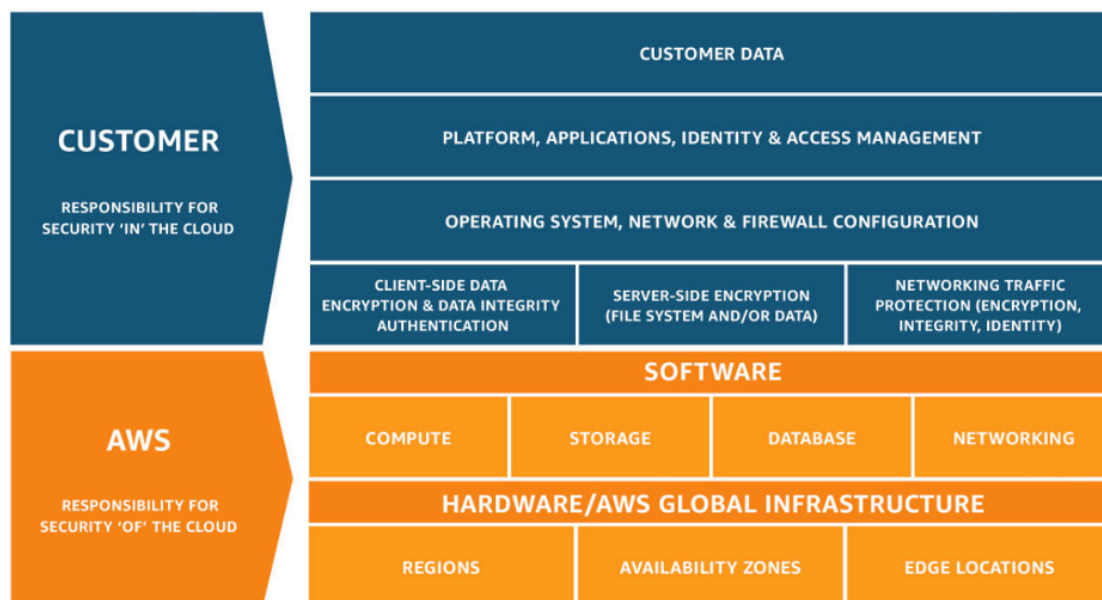 CUSTOMER
RESPONSIBILITY FOR
SECURITY ‘IN’ THE CLOUD
CUSTOMER DATA
PLATFORM, APPLICATIONS, IDENTITY & ACCESS MANAGEMENT
OPERATING SYSTEM, NETWORK & FIREWALL CONFIGURATION
CLIENT-SIDE DATA
ENCRYPTION & DATA INTEGRITY
AUTHENTICATION
SERVER-SIDE ENCRYPTION
(FILE SYSTEM AND/OR DATA)
NETWORKING TRAFFIC
PROTECTION (ENCRYPTION,
INTEGRITY, IDENTITY)
AWS
RESPONSIBILITY FOR
SECURITY ‘OF’ THE CLOUD
SOFTWARE
COMPUTE
STORAGE
DATABASE
NETWORKING
HARDWARE/AWS GLOBAL INFRASTRUCTURE
REGIONS
AVAILABILITY ZONES
EDGE LOCATIONS